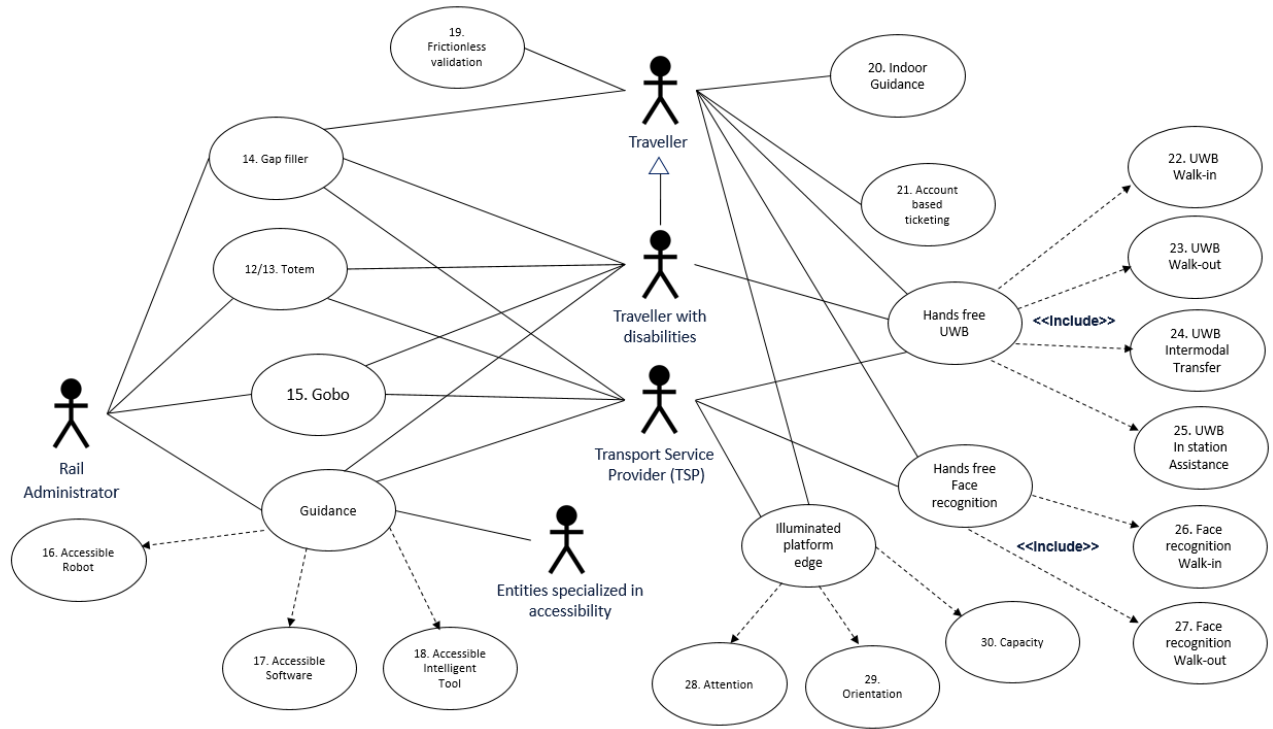 19.
Frictionless
validation
20. Indoor
Guidance
Traveller
14. Gap filler
22. UWB
Walk-in
21. Account
based
ticketing
23. UWB
Walk-out
12/13. Totem
Traveller with
disabilities
Hands free
UWB
<<Include>>
24. UWB
Intermodal
Transfer
15. Gobo
25. UWB
In station
Assistance
Rail
Administrator
Transport Service
Provider (TSP)
Hands free
Face
recognition
Guidance
Illuminated
platform
edge
26. Face
recognition
Walk-in
<<Include>>
16. Accessible
Robot
Entities specialized in
accessibility
17. Accessible
Software
18. Accessible
Intelligent
Tool
30. Capacity
27. Face
recognition
Walk-out
28. Attention
29.
Orientation